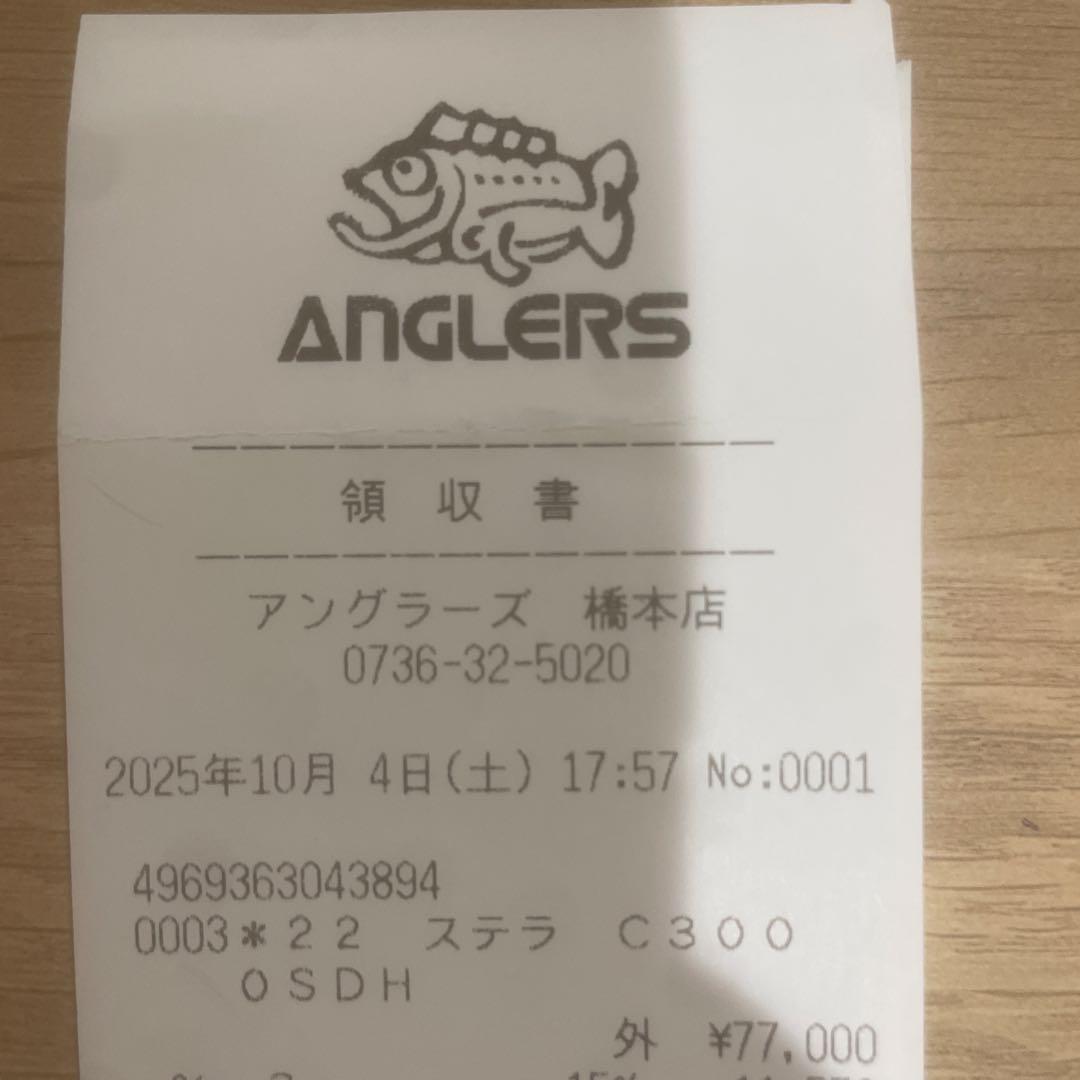 ANGLERS
領 収 書
アングラーズ 橋本店
0736-32-5020
2025年10月 4日(土) 17:57 No:0001
4969363043894
0003*22 ステラ C300
0SDH
外 ¥77,000